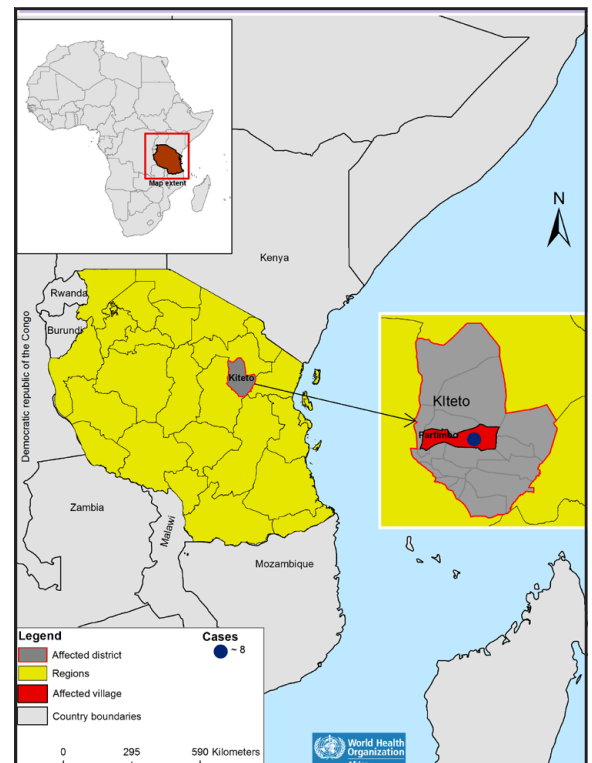 Map extent
N
Kenya
Rwanda
Burundi
Democratic republic of the Congo
Kiteto
KIteto
Partimbo
Zambia
Malawi
Mozambique
Legend
Affected district
Regions
Affected village
Country boundaries
Cases
~ 8
0 295 590 Kilometers
World Health
Organization